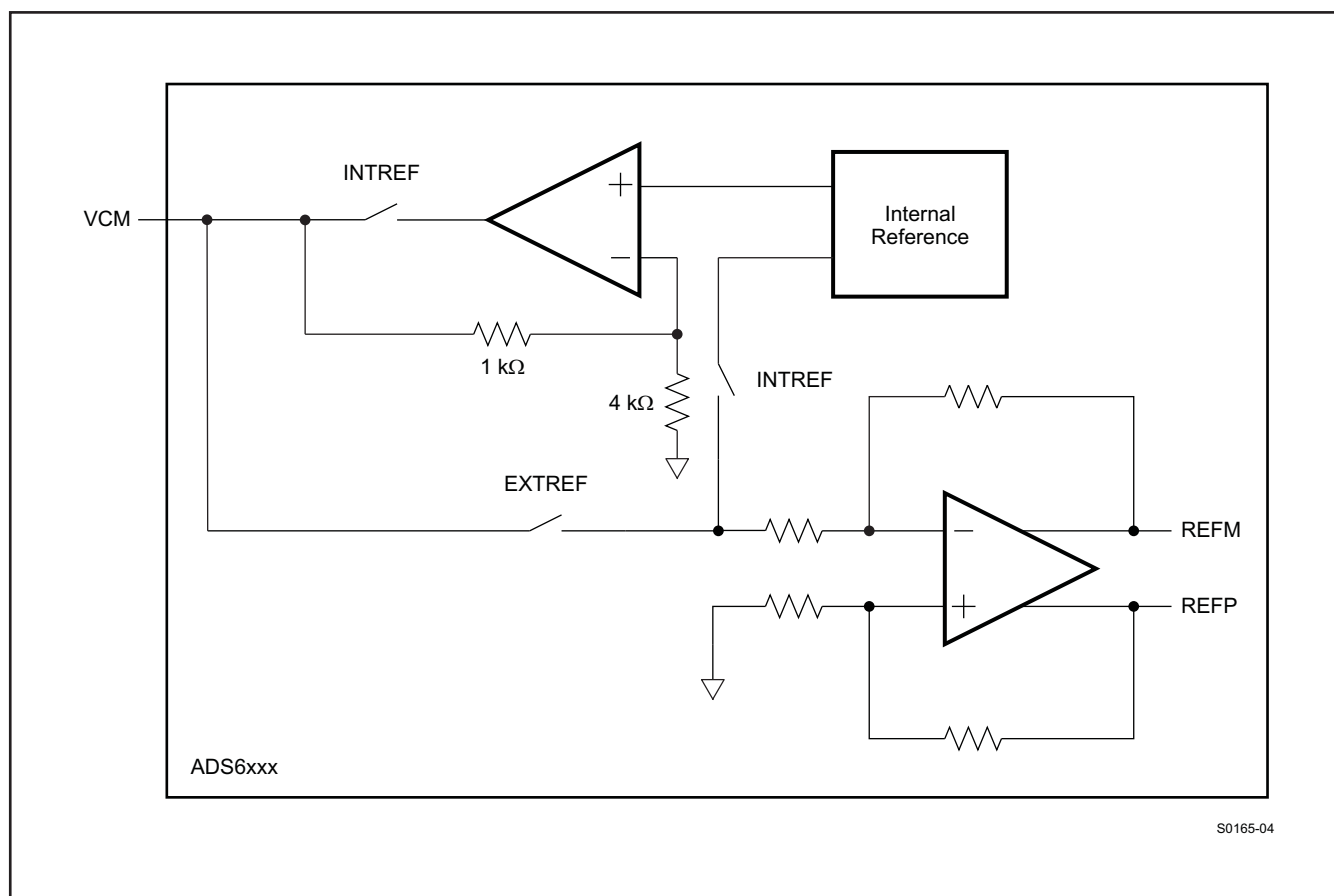 INTREF
VCM
+
−
Internal
Reference
1 kΩ
4 kΩ
INTREF
EXTREF
−
+
REFM
REFP
ADS6xxx
S0165-04